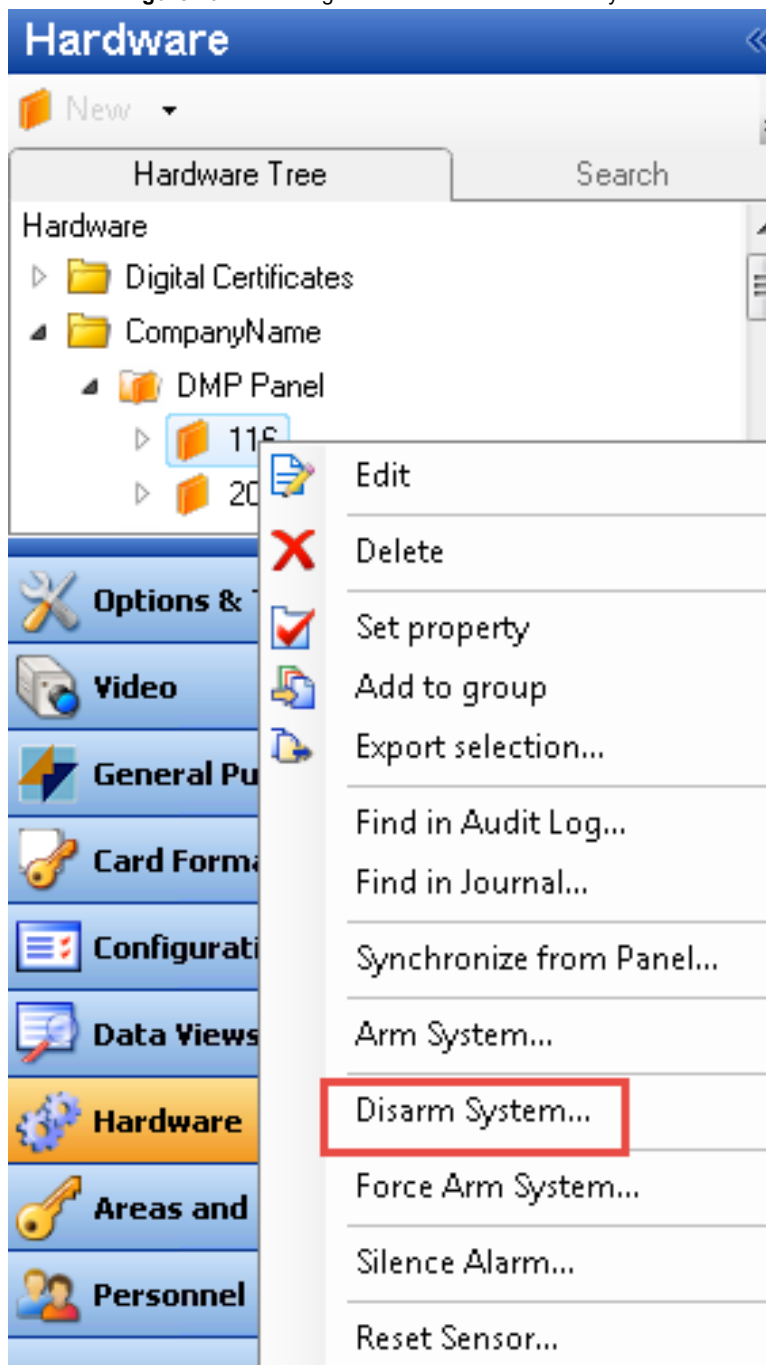 Hardware
New
Hardware Tree
Search
Hardware
Digital Certificates
CompanyName
DMP Panel
116
20
Edit
Delete
Set property
Add to group
Export selection...
Find in Audit Log...
Find in Journal...
Synchronize from Panel...
Arm System...
Disarm System...
Force Arm System...
Silence Alarm...
Reset Sensor...
Options &
Video
General Pu
Card Forma
Configurati
Data Views
Hardware
Areas and
Personnel